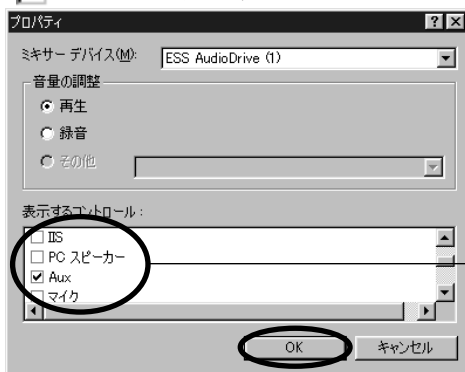 プロパティ
ミキサー デバイス(M): ESS AudioDrive (1)
音量の調整
再生
録音
その他
表示するコントロール :
IIS
PC スピーカー
Aux
マイク
OK キャンセル